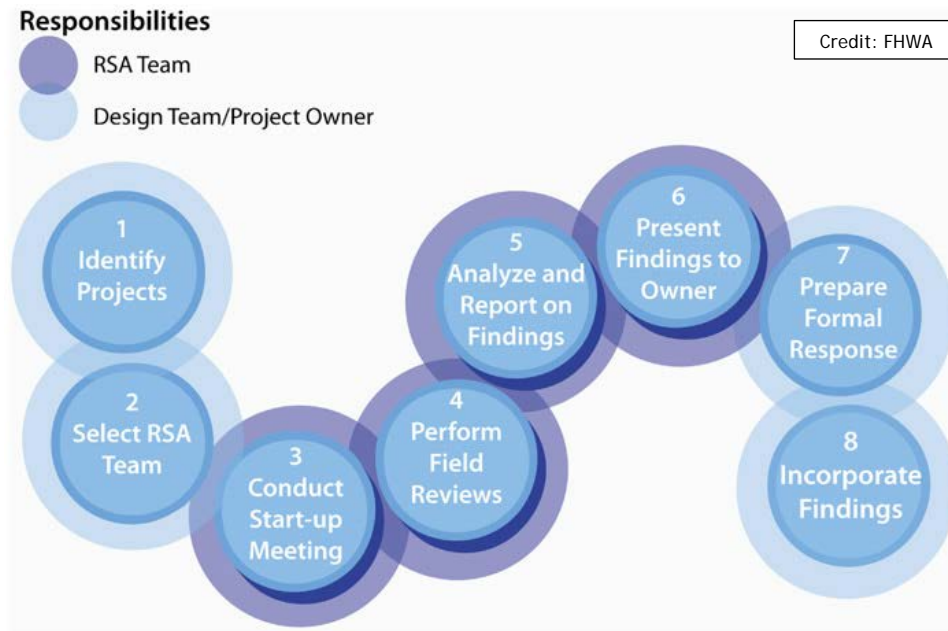 Responsibilities
RSA Team
Design Team/Project Owner
Credit: FHWA
1
Identify
Projects
2
Select RSA
Team
3
Conduct
Start-up
Meeting
4
Perform
Field
Reviews
5
Analyze and
Report on
Findings
6
Present
Findings to
Owner
7
Prepare
Formal
Response
8
Incorporate
Findings